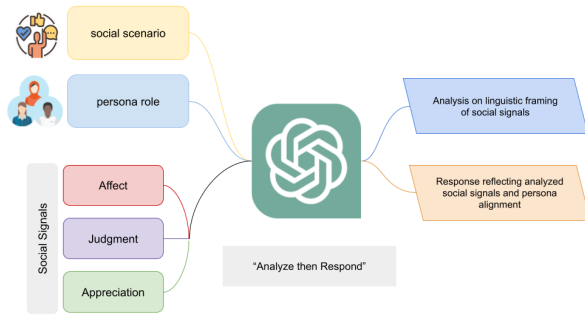 social scenario
persona role
Social Signals
Affect
Judgment
Appreciation
“Analyze then Respond”
Analysis on linguistic framing
of social signals
Response reflecting analyzed
social signals and persona
alignment